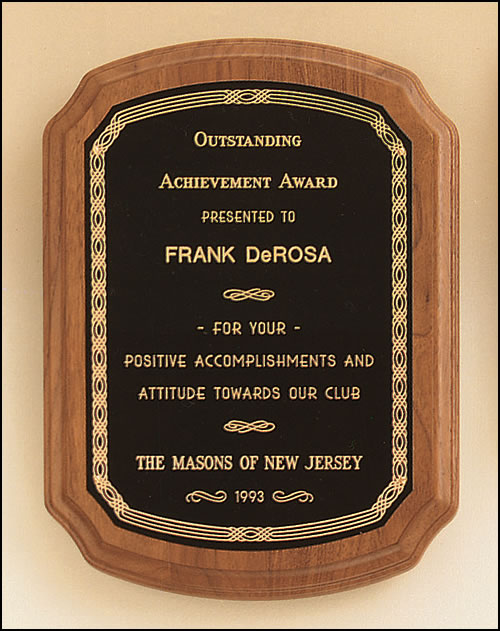 OUTSTANDING
ACHIEVEMENT AWARD
PRESENTED TO
FRANK DeROSA
- FOR YOUR -
POSITIVE ACCOMPLISHMENTS AND
ATTITUDE TOWARDS OUR CLUB
THE MASONS OF NEW JERSEY
1993